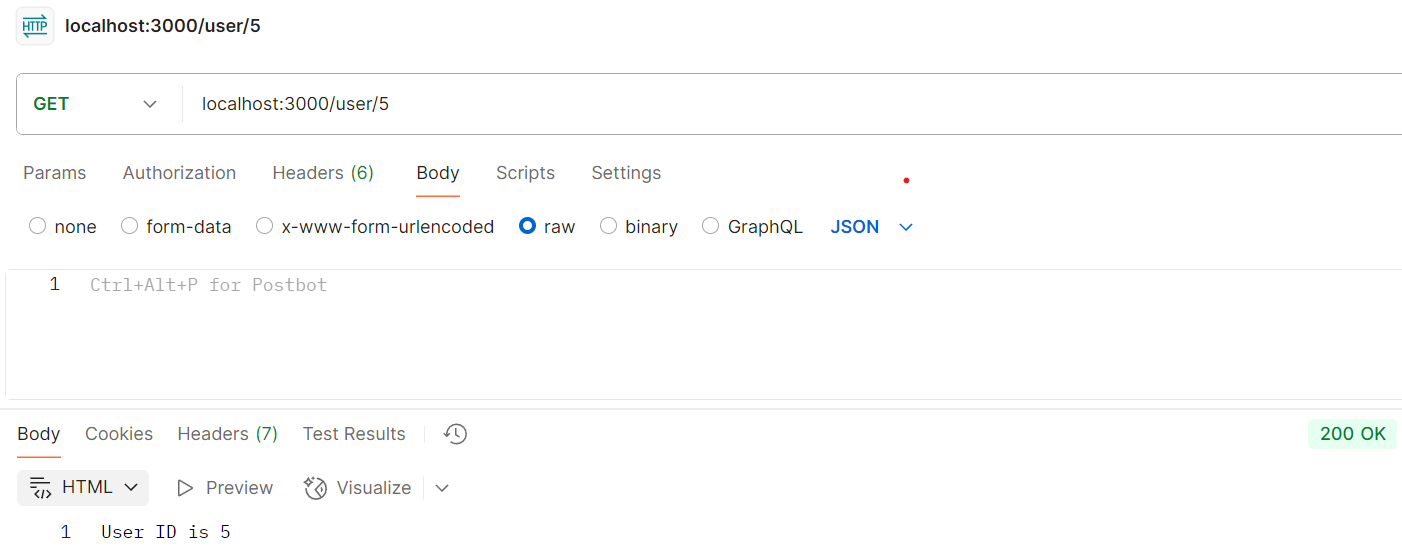 HTTP localhost:3000/user/5
GET localhost:3000/user/5
Params Authorization Headers (6) Body Scripts Settings
none form-data x-www-form-urlencoded raw binary GraphQL JSON
1 Ctrl+Alt+P for Postbot
Body Cookies Headers (7) Test Results 200 OK
HTML Preview Visualize
1 User ID is 5